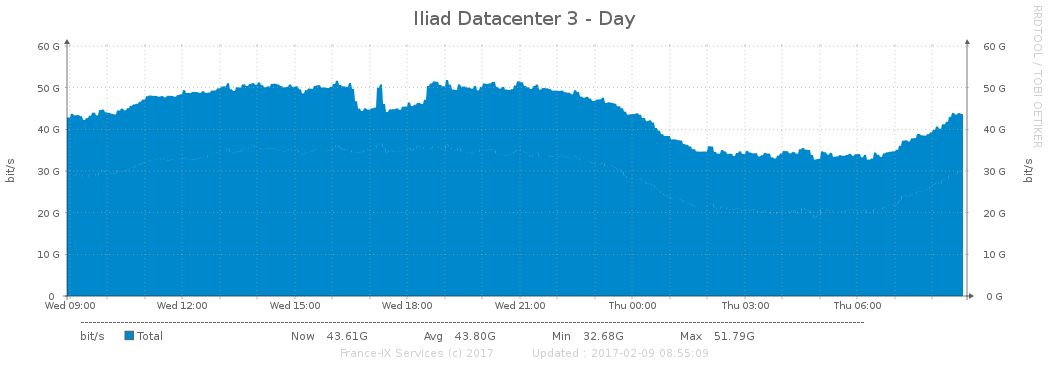 Iliad Datacenter 3 - Day
RRDTOOL / TOBI OETIKER
60 G 60 G
50 G 50 G
40 G 40 G
30 G 30 G
20 G 20 G
10 G 10 G
0 0 G
bit/s bit/s
Wed 09:00 Wed 12:00 Wed 15:00 Wed 18:00 Wed 21:00 Thu 00:00 Thu 03:00 Thu 06:00
bit/s Total Now 43.61G Avg 43.80G Min 32.68G Max 51.79G
France-IX Services (c) 2017 Updated : 2017-02-09 08:55:09